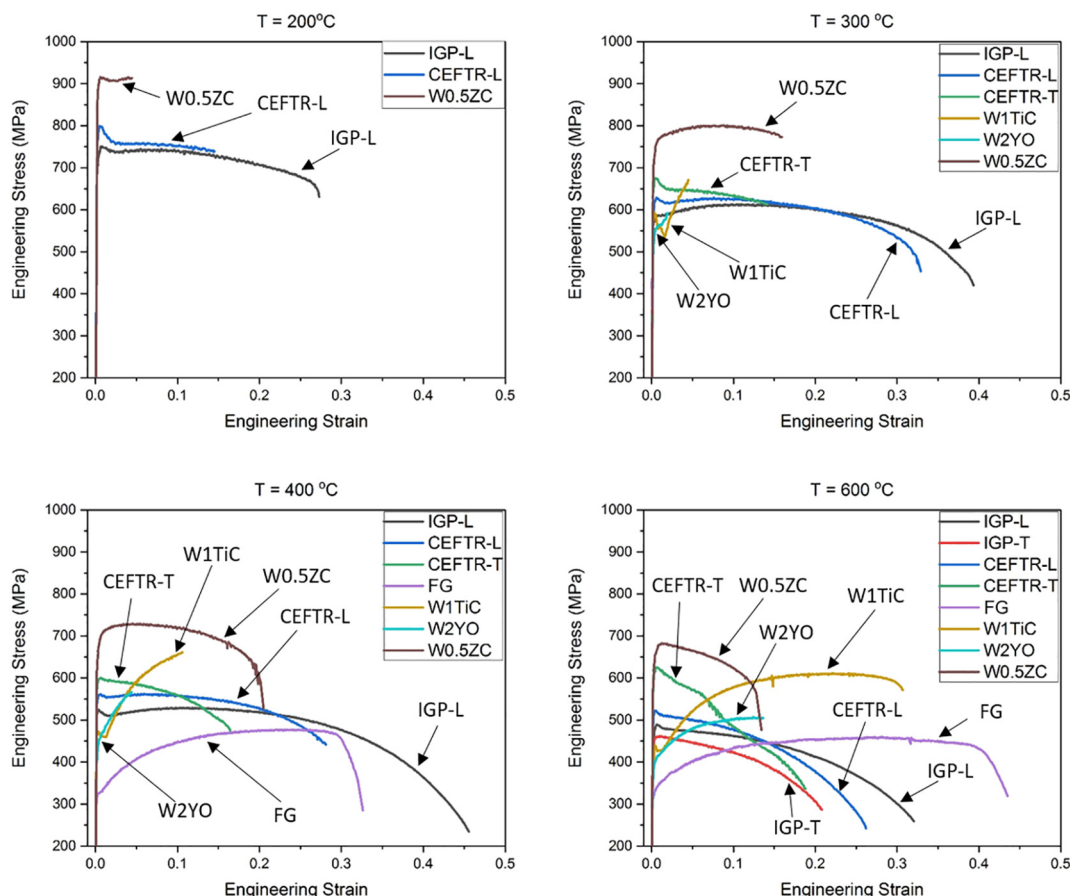 T = 200°C
Engineering Stress (MPa)
1000
900
800
700
600
500
400
300
200
0.0 0.1 0.2 0.3 0.4 0.5
Engineering Strain
IGP-L
CEFTR-L
W0.5ZC
W0.5ZC
CEFTR-L
IGP-L
T = 300 °C
Engineering Stress (MPa)
1000
900
800
700
600
500
400
300
200
0.0 0.1 0.2 0.3 0.4 0.5
Engineering Strain
IGP-L
CEFTR-L
CEFTR-T
W1TiC
W2YO
W0.5ZC
W0.5ZC
CEFTR-T
IGP-L
W1TiC
W2YO
CEFTR-L
T = 400 °C
Engineering Stress (MPa)
1000
900
800
700
600
500
400
300
200
0.0 0.1 0.2 0.3 0.4 0.5
Engineering Strain
IGP-L
CEFTR-L
CEFTR-T
FG
W1TiC
W2YO
W0.5ZC
W1TiC
CEFTR-T
W0.5ZC
CEFTR-L
IGP-L
W2YO
FG
T = 600 °C
Engineering Stress (MPa)
1000
900
800
700
600
500
400
300
200
0.0 0.1 0.2 0.3 0.4 0.5
Engineering Strain
IGP-L
IGP-T
CEFTR-L
CEFTR-T
FG
W1TiC
W2YO
W0.5ZC
CEFTR-T
W0.5ZC
W1TiC
W2YO
CEFTR-L
FG
IGP-L
IGP-T